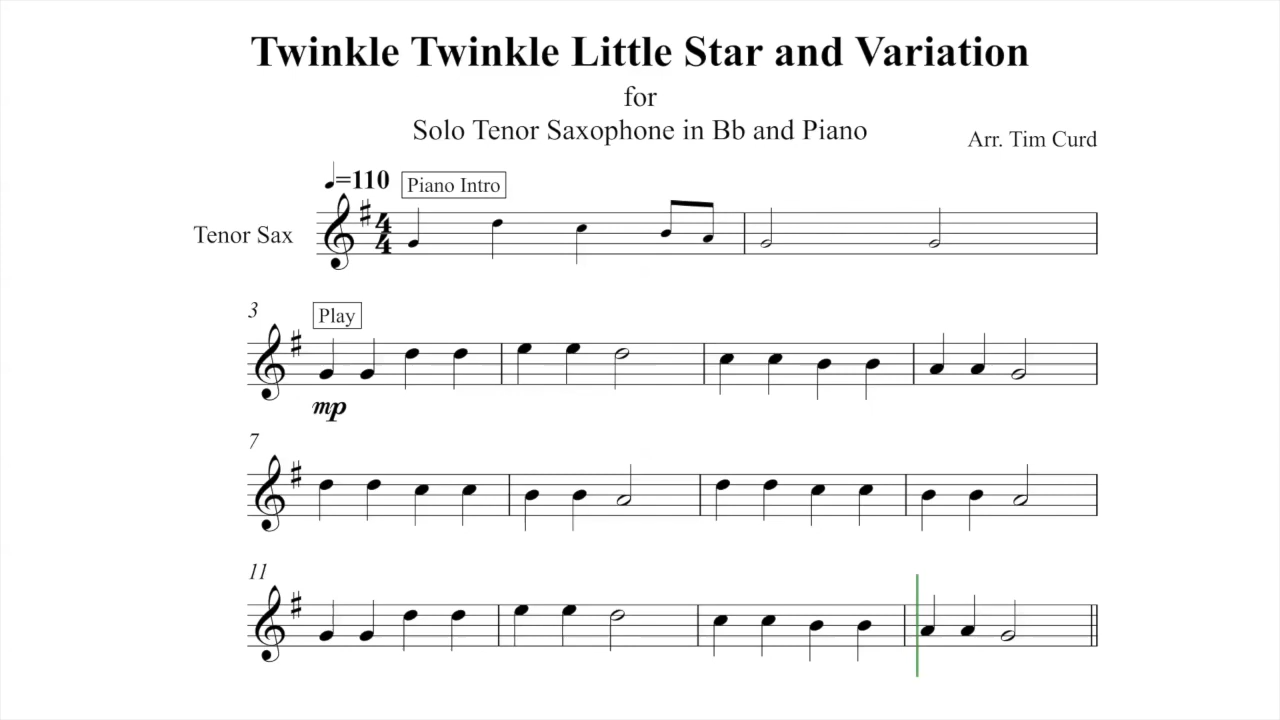 Twinkle Twinkle Little Star and Variation
for
Solo Tenor Saxophone in Bb and Piano
Arr. Tim Curd
♩=110 Piano Intro
Tenor Sax
4/4
3
Play
mp
7
11